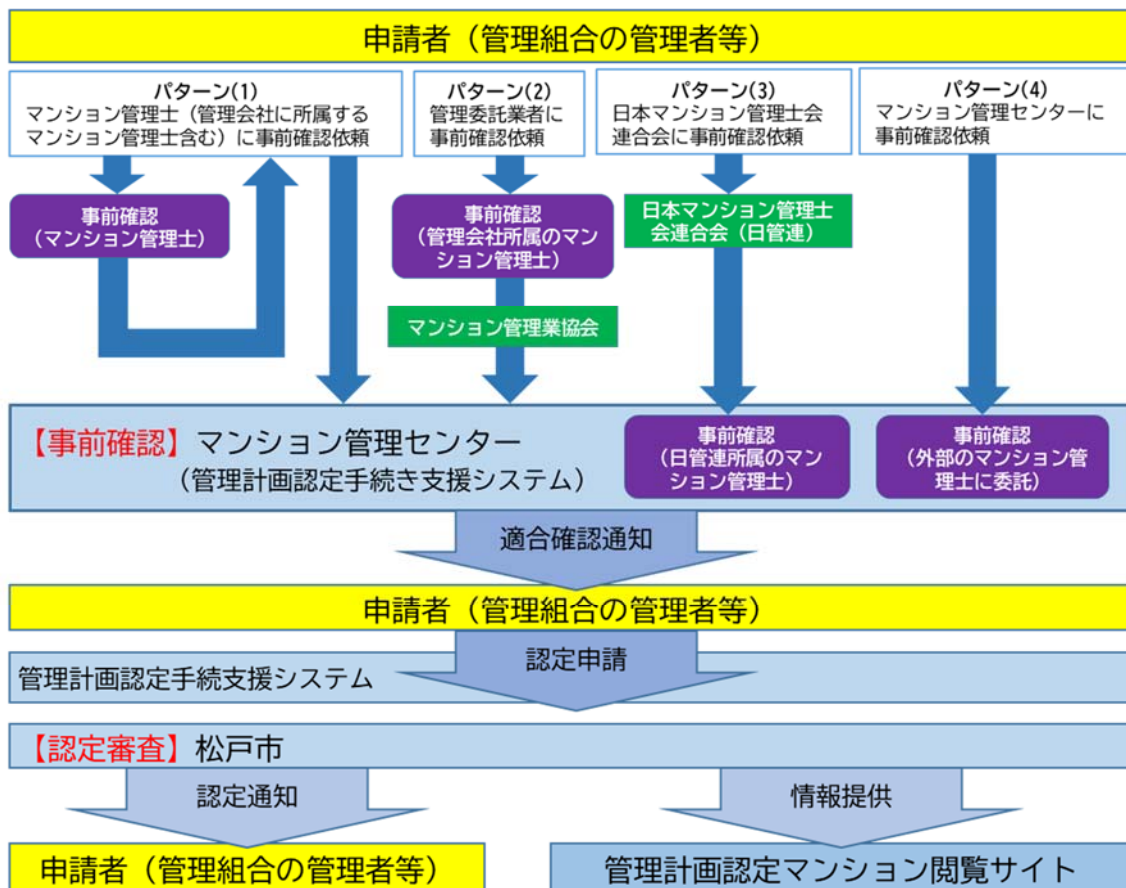 申請者（管理組合の管理者等）
パターン(1)
マンション管理士（管理会社に所属する
マンション管理士含む）に事前確認依頼
パターン(2)
管理委託業者に
事前確認依頼
パターン(3)
日本マンション管理士会
連合会に事前確認依頼
パターン(4)
マンション管理センターに
事前確認依頼
事前確認
（マンション管理士）
事前確認
（管理会社所属のマン
ション管理士）
日本マンション管理士
会連合会（日管連）
マンション管理業協会
【事前確認】マンション管理センター
（管理計画認定手続き支援システム）
事前確認
（日管連所属のマン
ション管理士）
事前確認
（外部のマンション管
理士に委託）
適合確認通知
申請者（管理組合の管理者等）
認定申請
管理計画認定手続支援システム
【認定審査】松戸市
認定通知
情報提供
申請者（管理組合の管理者等）
管理計画認定マンション閲覧サイト